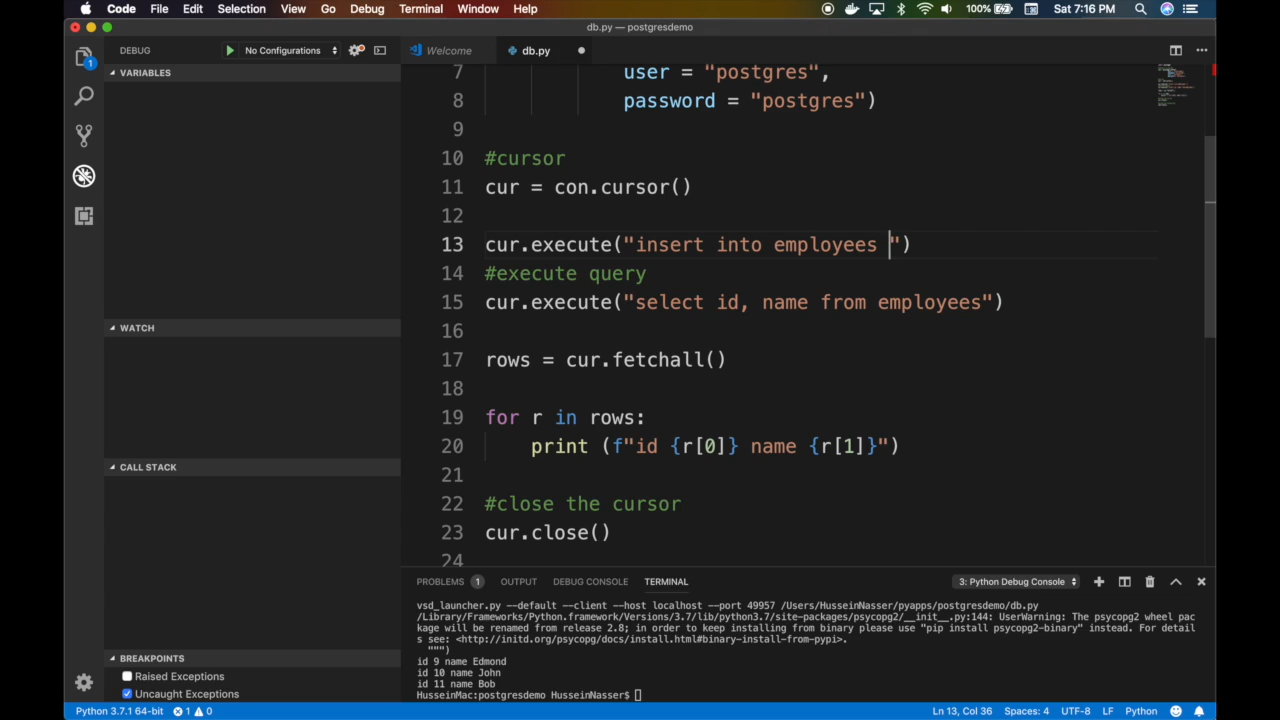 Code File Edit Selection View Go Debug Terminal Window Help 100% Sat 7:16 PM
db.py — postgresdemo
DEBUG No Configurations
Welcome db.py
1
VARIABLES
WATCH
CALL STACK
BREAKPOINTS
Raised Exceptions
Uncaught Exceptions
7 user = "postgres",
8 password = "postgres")
9
10 #cursor
11 cur = con.cursor()
12
13 cur.execute("insert into employees ")
14 #execute query
15 cur.execute("select id, name from employees")
16
17 rows = cur.fetchall()
18
19 for r in rows:
20 print (f"id {r[0]} name {r[1]}")
21
22 #close the cursor
23 cur.close()
24
PROBLEMS 1 OUTPUT DEBUG CONSOLE TERMINAL 3: Python Debug Console
vsd_launcher.py --default --client --host localhost --port 49957 /Users/HusseinNasser/pyapps/postgresdemo/db.py
/Library/Frameworks/Python.framework/Versions/3.7/lib/python3.7/site-packages/psycopg2/__init__.py:144: UserWarning: The psycopg2 wheel pac
kage will be renamed from release 2.8; in order to keep installing from binary please use "pip install psycopg2-binary" instead. For detail
s see: <http://initd.org/psycopg/docs/install.html#binary-install-from-pypi>.
""")
id 9 name Edmond
id 10 name John
id 11 name Bob
HusseinMac:postgresdemo HusseinNasser$
Python 3.7.1 64-bit 1 0 Ln 13, Col 36 Spaces: 4 UTF-8 LF Python